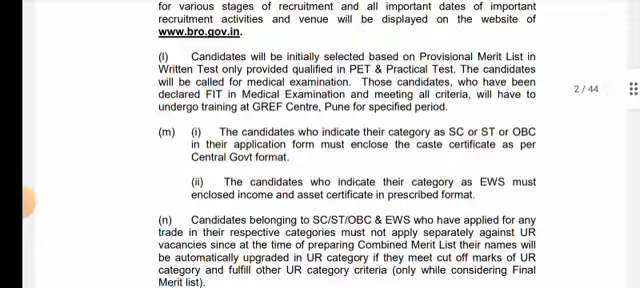 for various stages of recruitment and all important dates of important
recruitment activities and venue will be displayed on the website of
www.bro.gov.in.
(l) Candidates will be initially selected based on Provisional Merit List in
Written Test only provided qualified in PET & Practical Test. The candidates
will be called for medical examination. Those candidates, who have been
declared FIT in Medical Examination and meeting all criteria, will have to
undergo training at GREF Centre, Pune for specified period.
2 / 44
(m) (i) The candidates who indicate their category as SC or ST or OBC
in their application form must enclose the caste certificate as per
Central Govt format.
(ii) The candidates who indicate their category as EWS must
enclosed income and asset certificate in prescribed format.
(n) Candidates belonging to SC/ST/OBC & EWS who have applied for any
trade in their respective categories must not apply separately against UR
vacancies since at the time of preparing Combined Merit List their names will
be automatically upgraded in UR category if they meet cut off marks of UR
category and fulfill other UR category criteria (only while considering Final
Merit list).